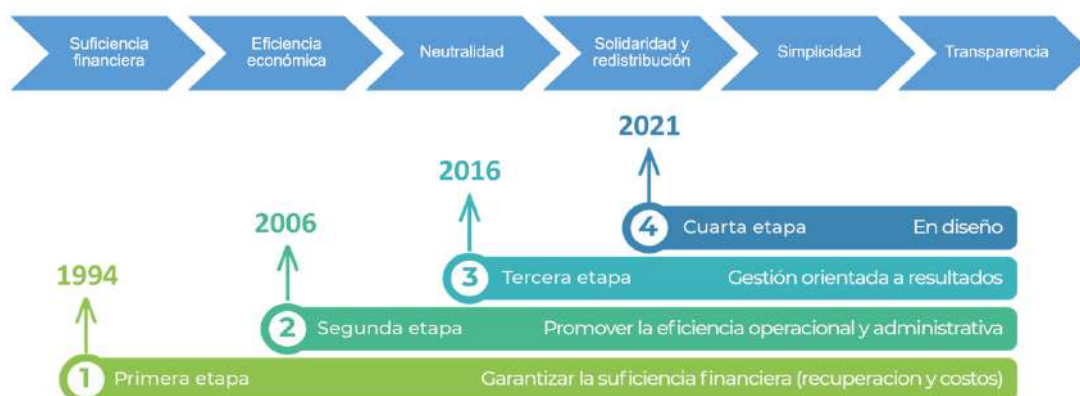 Suficiencia
financiera
Eficiencia
económica
Neutralidad
Solidaridad y
redistribución
Simplicidad
Transparencia
2021
4 Cuarta etapa En diseño
2016
3 Tercera etapa Gestión orientada a resultados
2006
2 Segunda etapa Promover la eficiencia operacional y administrativa
1994
1 Primera etapa Garantizar la suficiencia financiera (recuperacion y costos)